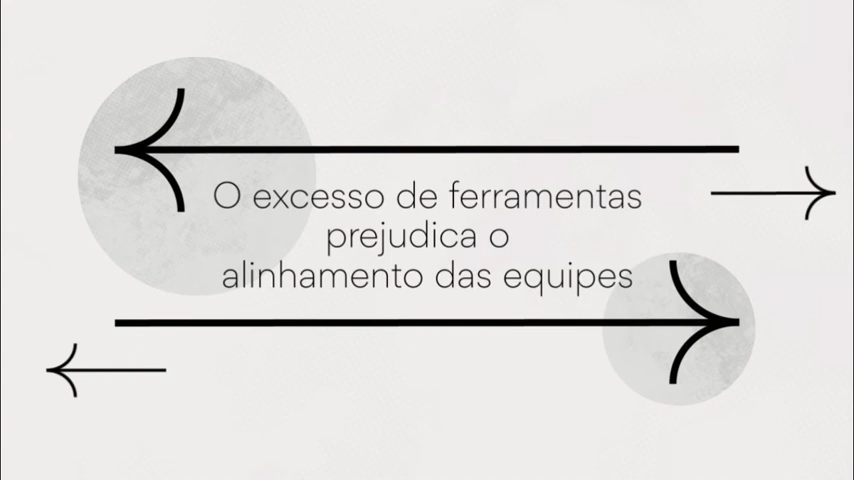 O excesso de ferramentas
prejudica o
alinhamento das equipes